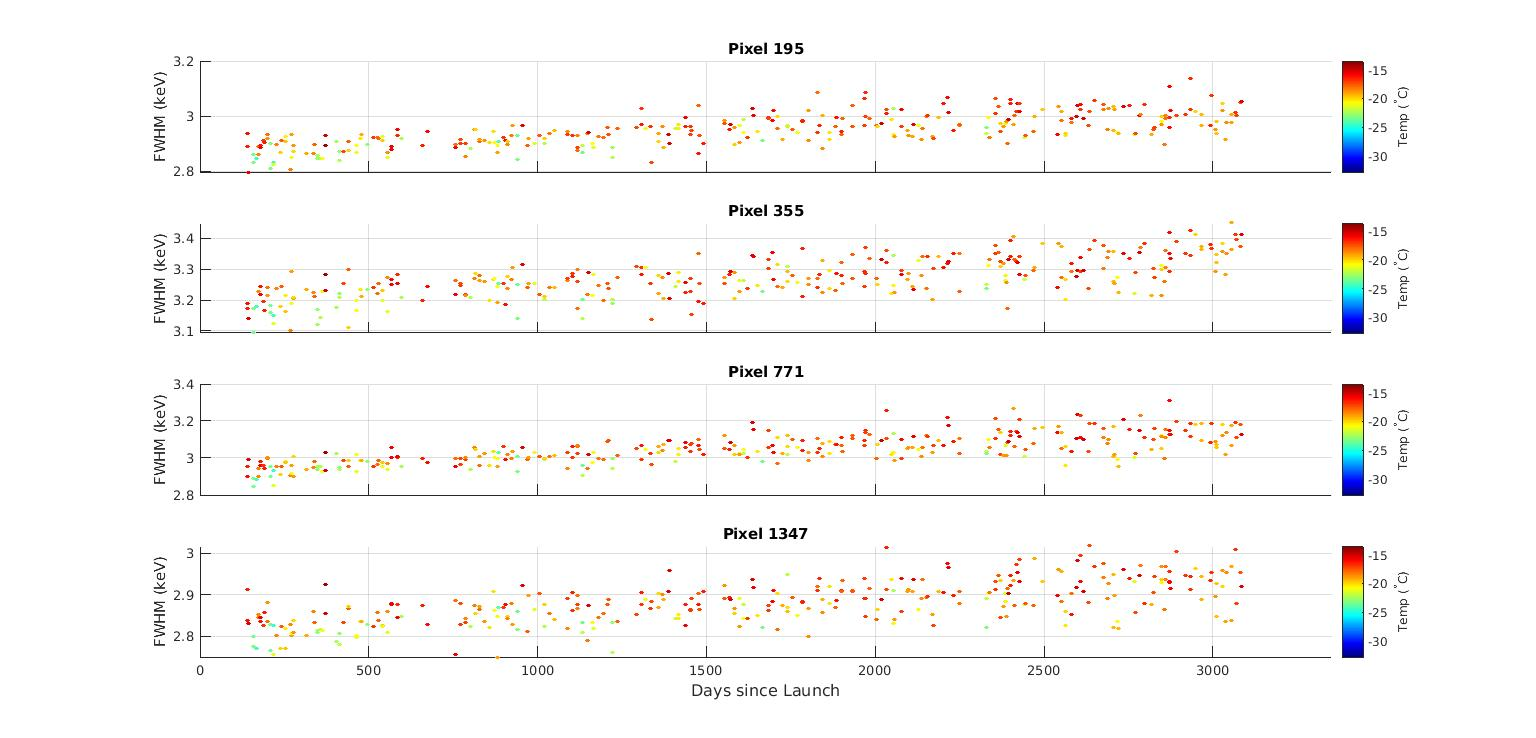 Pixel 195
3.2
3
2.8
FWHM (keV)
-15
-20
-25
-30
Temp (°C)
Pixel 355
3.4
3.3
3.2
3.1
FWHM (keV)
-15
-20
-25
-30
Temp (°C)
Pixel 771
3.4
3.2
3
2.8
FWHM (keV)
-15
-20
-25
-30
Temp (°C)
Pixel 1347
3
2.9
2.8
FWHM (keV)
-15
-20
-25
-30
Temp (°C)
0 500 1000 1500 2000 2500 3000
Days since Launch